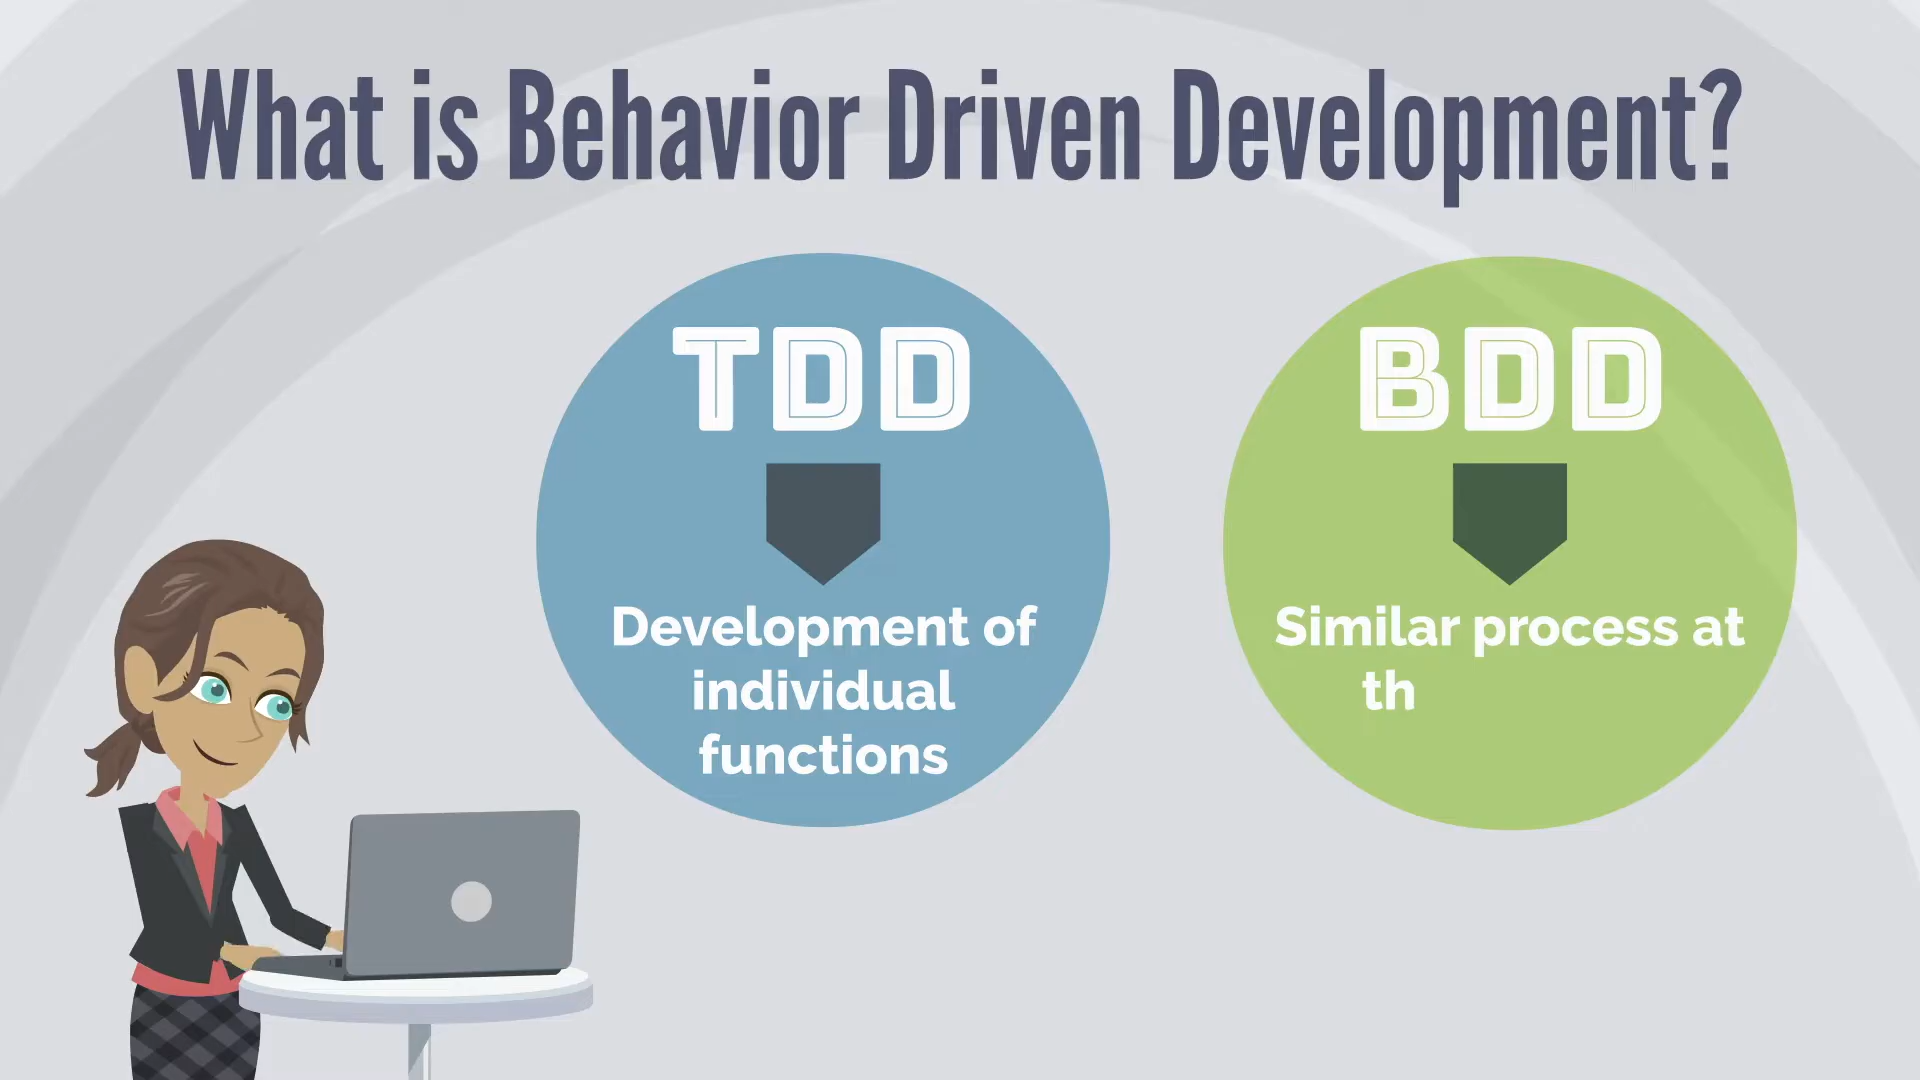 What is Behavior Driven Development?
TDD
Development of
individual
functions
BDD
Similar process at
th